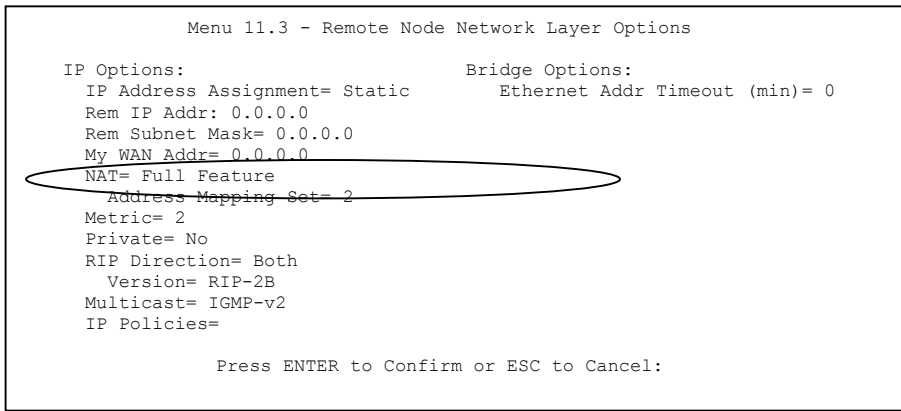 Menu 11.3 - Remote Node Network Layer Options
IP Options: Bridge Options:
IP Address Assignment= Static Ethernet Addr Timeout (min)= 0
Rem IP Addr: 0.0.0.0
Rem Subnet Mask= 0.0.0.0
My WAN Addr= 0.0.0.0
NAT= Full Feature
Address Mapping Set= 2
Metric= 2
Private= No
RIP Direction= Both
Version= RIP-2B
Multicast= IGMP-v2
IP Policies=
Press ENTER to Confirm or ESC to Cancel: